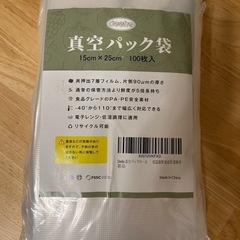 真空パック袋
15cm×25cm 100枚入
共押出7層フィルム、片側90μmの厚さ
通常の保管方法より鮮度が5倍長持ち
食品グレードのPA・PE安全素材
-40°から110°まで幅広く対応できる
電子レンジ・低温調理に適用
リサイクル可能
Made in China